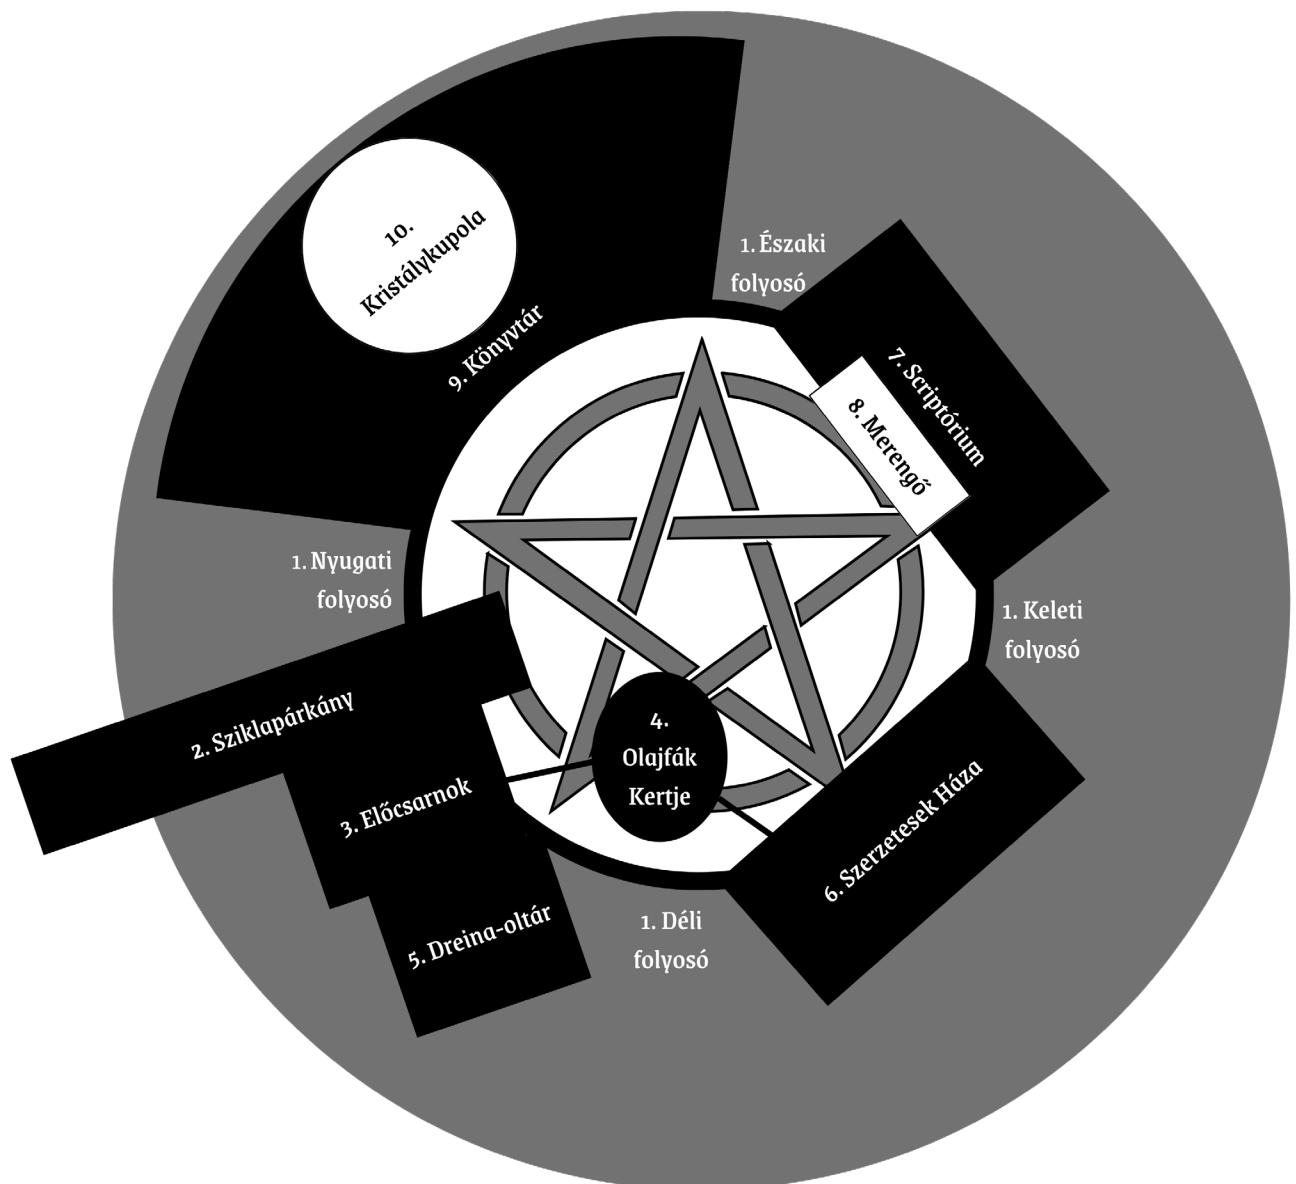 10.
Kristálykupola
9. Könyvtár
1. Északi
folyosó
7. Scriptórium
8. Merengő
1. Nyugati
folyosó
1. Keleti
folyosó
2. Sziklapárkány
3. Előcsarnok
4.
Olajfák
Kertje
5. Dreina-oltár
6. Szerzetesek Háza
1. Déli
folyosó